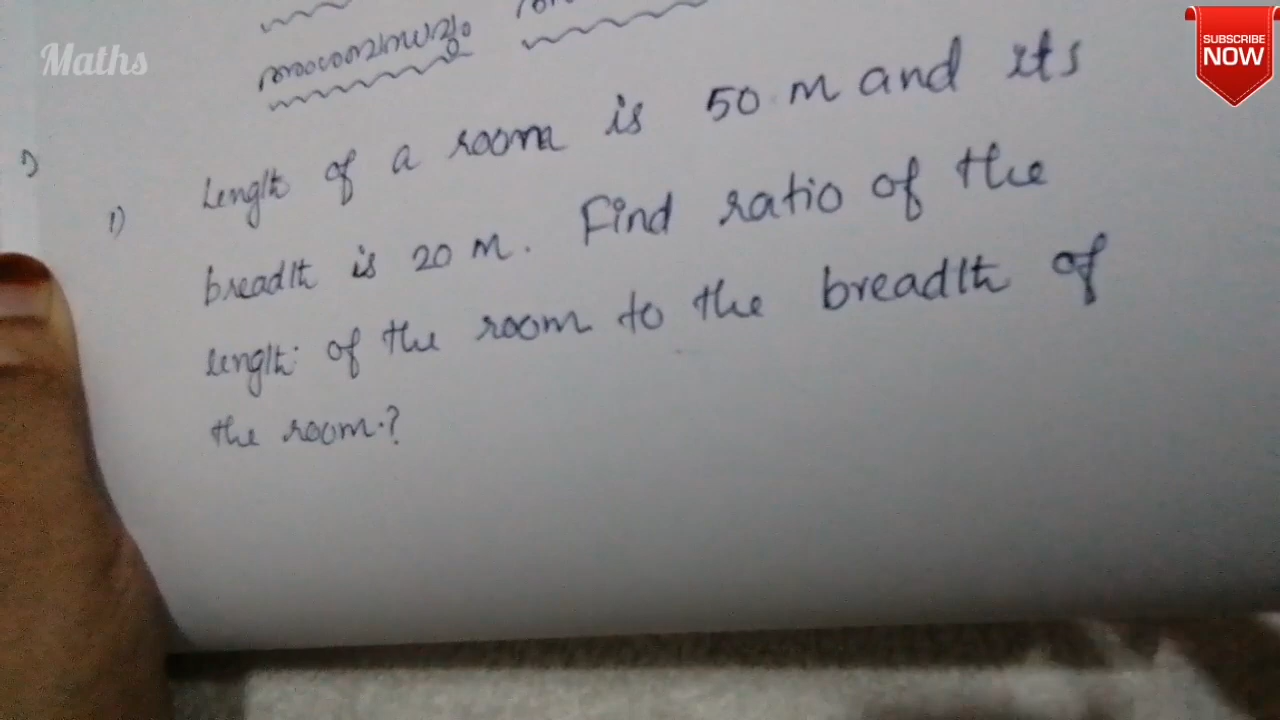 Maths
SUBSCRIBE
NOW
അംശബന്ധം
1) Length of a room is 50 m and its
breadth is 20 m. Find ratio of the
length of the room to the breadth of
the room.?